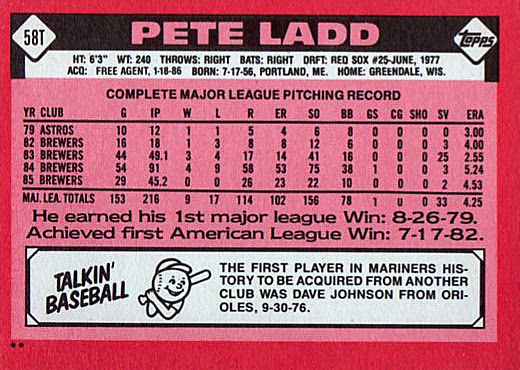 58T
PETE LADD
Topps
HT: 6'3" WT: 240 THROWS: RIGHT BATS: RIGHT DRFT: RED SOX #25-JUNE, 1977
ACQ: FREE AGENT, 1-18-86 BORN: 7-17-56, PORTLAND, ME. HOME: GREENDALE, WIS.
COMPLETE MAJOR LEAGUE PITCHING RECORD
YR CLUB G IP W L R ER SO BB GS CG SHO SV ERA
79 ASTROS 10 12 1 1 5 4 6 8 0 0 0 0 3.00
82 BREWERS 16 18 1 3 8 8 12 6 0 0 0 3 4.00
83 BREWERS 44 49.1 3 4 17 14 41 16 0 0 0 25 2.55
84 BREWERS 54 91 4 9 58 53 75 38 1 0 0 3 5.24
85 BREWERS 29 45.2 0 0 26 23 22 10 0 0 0 2 4.53
MAJ. LEA. TOTALS 153 216 9 17 114 102 156 78 1 0 0 33 4.25
He earned his 1st major league Win: 8-26-79.
Achieved first American League Win: 7-17-82.
TALKIN'
BASEBALL
THE FIRST PLAYER IN MARINERS HIS-
TORY TO BE ACQUIRED FROM ANOTHER
CLUB WAS DAVE JOHNSON FROM ORI-
OLES, 9-30-76.
**